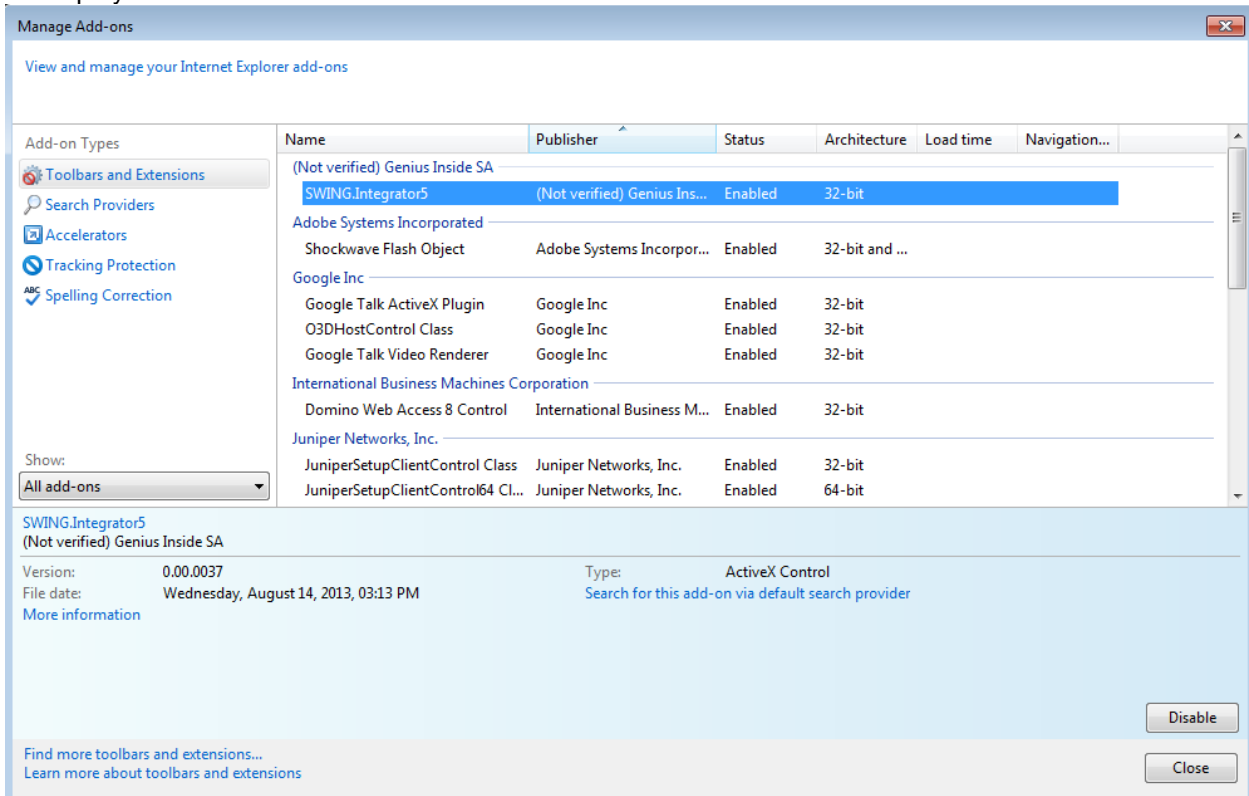 Manage Add-ons
View and manage your Internet Explorer add-ons
Add-on Types
Toolbars and Extensions
Search Providers
Accelerators
Tracking Protection
ABC Spelling Correction
Show:
All add-ons
Name Publisher Status Architecture Load time Navigation...
(Not verified) Genius Inside SA
SWING.Integrator5 (Not verified) Genius Ins... Enabled 32-bit
Adobe Systems Incorporated
Shockwave Flash Object Adobe Systems Incorpor... Enabled 32-bit and ...
Google Inc
Google Talk ActiveX Plugin Google Inc Enabled 32-bit
O3DHostControl Class Google Inc Enabled 32-bit
Google Talk Video Renderer Google Inc Enabled 32-bit
International Business Machines Corporation
Domino Web Access 8 Control International Business M... Enabled 32-bit
Juniper Networks, Inc.
JuniperSetupClientControl Class Juniper Networks, Inc. Enabled 32-bit
JuniperSetupClientControl64 Cl... Juniper Networks, Inc. Enabled 64-bit
SWING.Integrator5
(Not verified) Genius Inside SA
Version: 0.00.0037 Type: ActiveX Control
File date: Wednesday, August 14, 2013, 03:13 PM Search for this add-on via default search provider
More information
Disable
Find more toolbars and extensions...
Learn more about toolbars and extensions
Close